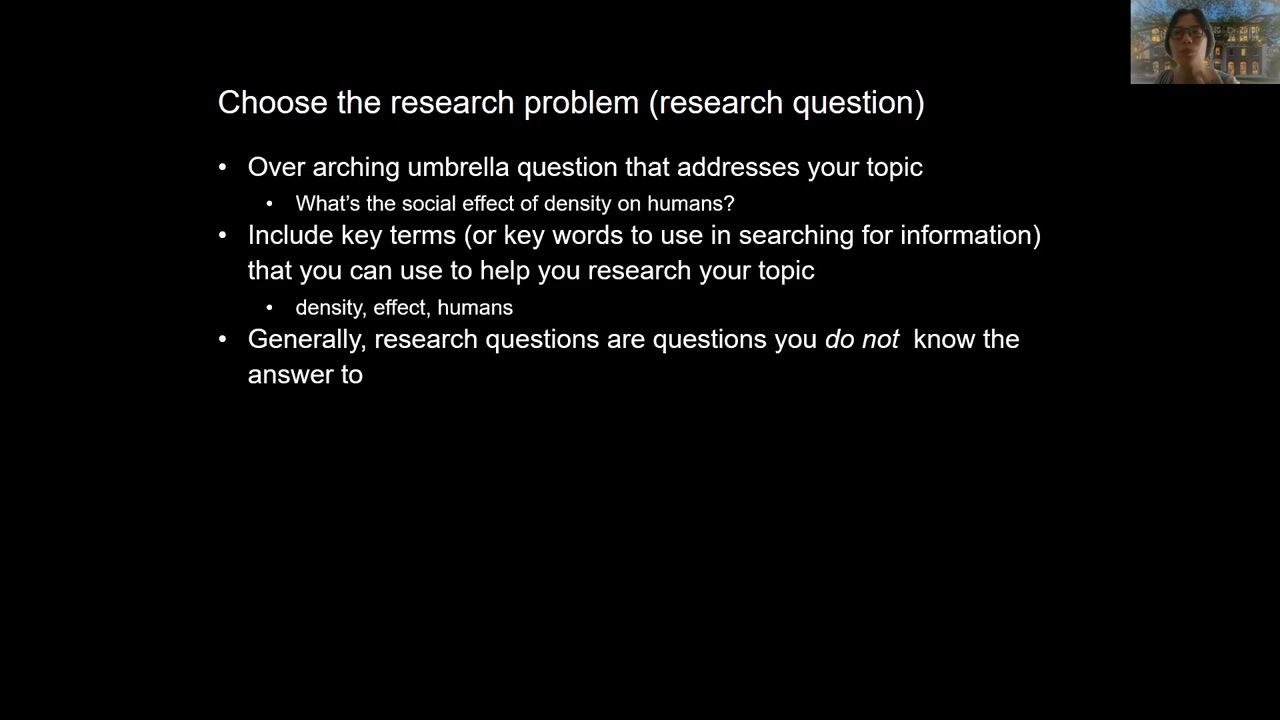 Choose the research problem (research question)
• Over arching umbrella question that addresses your topic
• What's the social effect of density on humans?
• Include key terms (or key words to use in searching for information)
that you can use to help you research your topic
• density, effect, humans
• Generally, research questions are questions you do not  know the
answer to